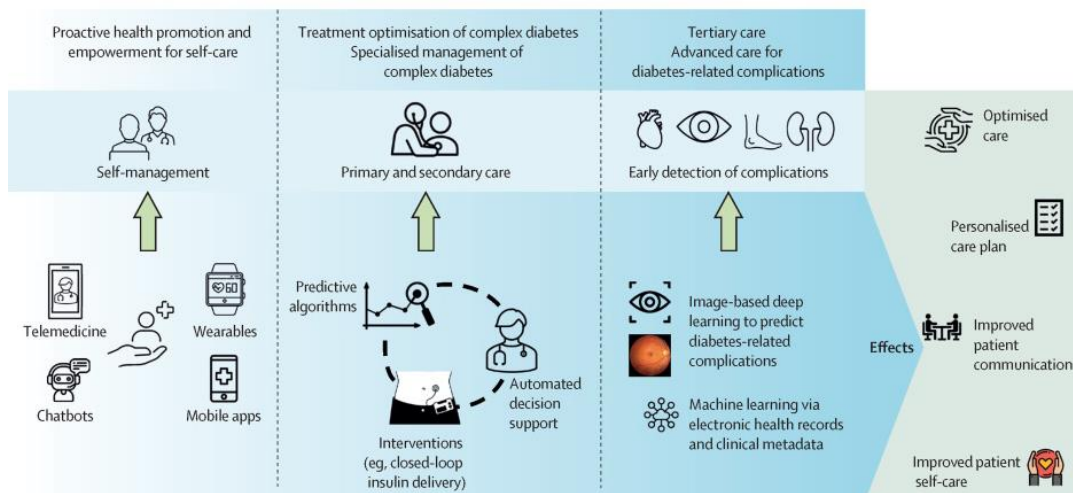 Proactive health promotion and
empowerment for self-care
Treatment optimisation of complex diabetes
Specialised management of
complex diabetes
Tertiary care
Advanced care for
diabetes-related complications
Self-management
Primary and secondary care
Early detection of complications
Telemedicine
60
Wearables
Chatbots
Mobile apps
Predictive
algorithms
Automated
decision
support
Interventions
(eg, closed-loop
insulin delivery)
Image-based deep
learning to predict
diabetes-related
complications
Machine learning via
electronic health records
and clinical metadata
Effects
Optimised
care
Personalised
care plan
Improved
patient
communication
Improved patient
self-care